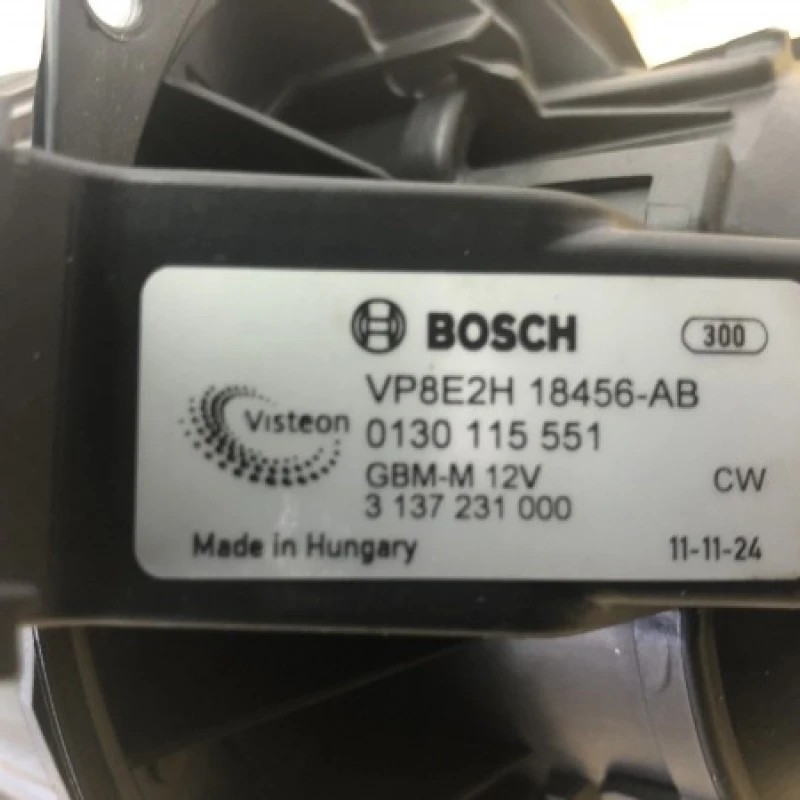 BOSCH 300
VP8E2H 18456-AB
Visteon
0130 115 551
GBM-M 12V CW
3 137 231 000
Made in Hungary 11-11-24